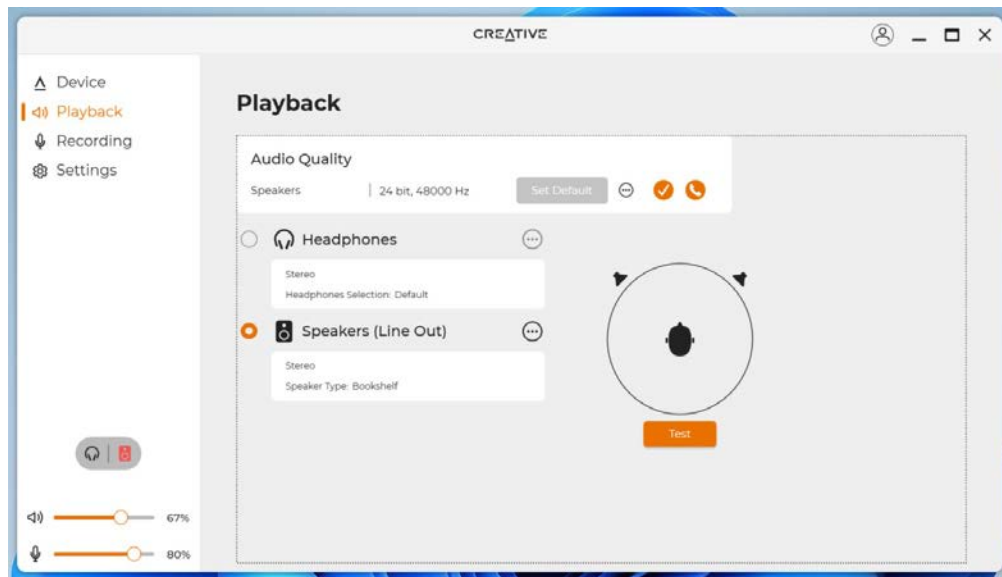 CREATIVE
Device
Playback
Recording
Settings
Playback
Audio Quality
Speakers
24 bit, 48000 Hz
Set Default
Headphones
Stereo
Headphones Selection: Default
Speakers (Line Out)
Stereo
Speaker Type: Bookshelf
Test
67%
80%